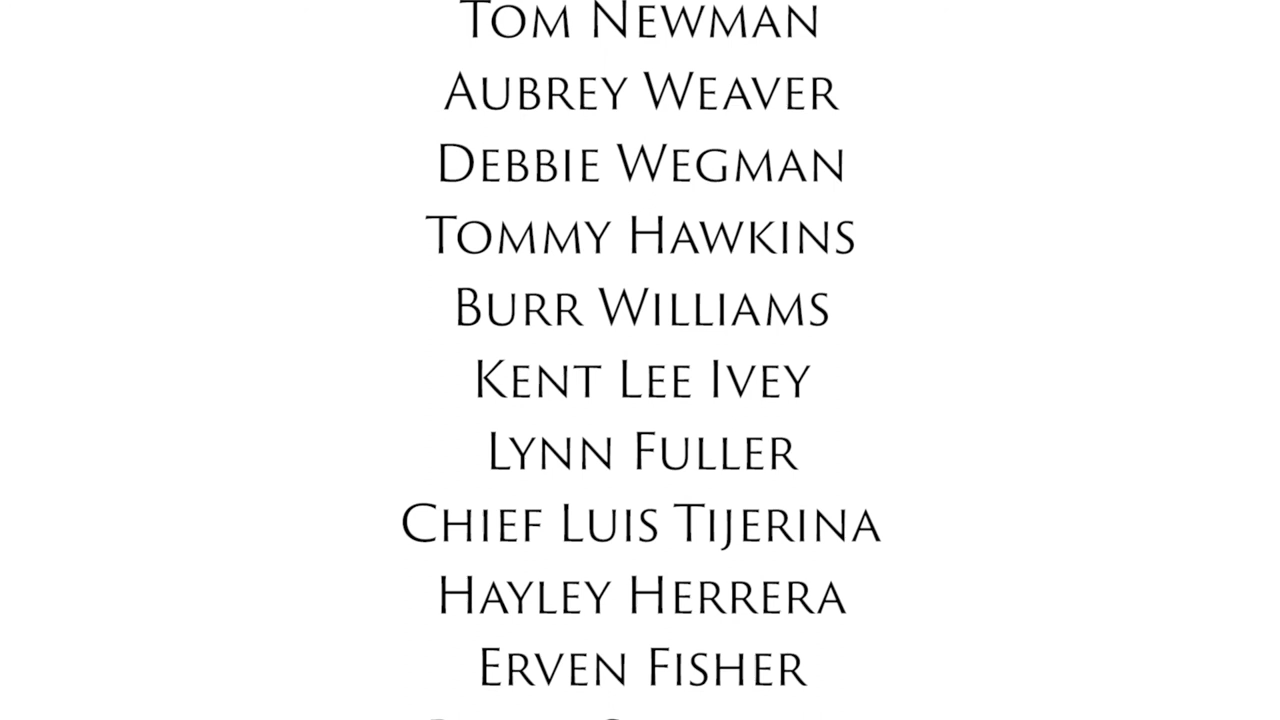 Tom Newman
Aubrey Weaver
Debbie Wegman
Tommy Hawkins
Burr Williams
Kent Lee Ivey
Lynn Fuller
Chief Luis Tijerina
Hayley Herrera
Erven Fisher